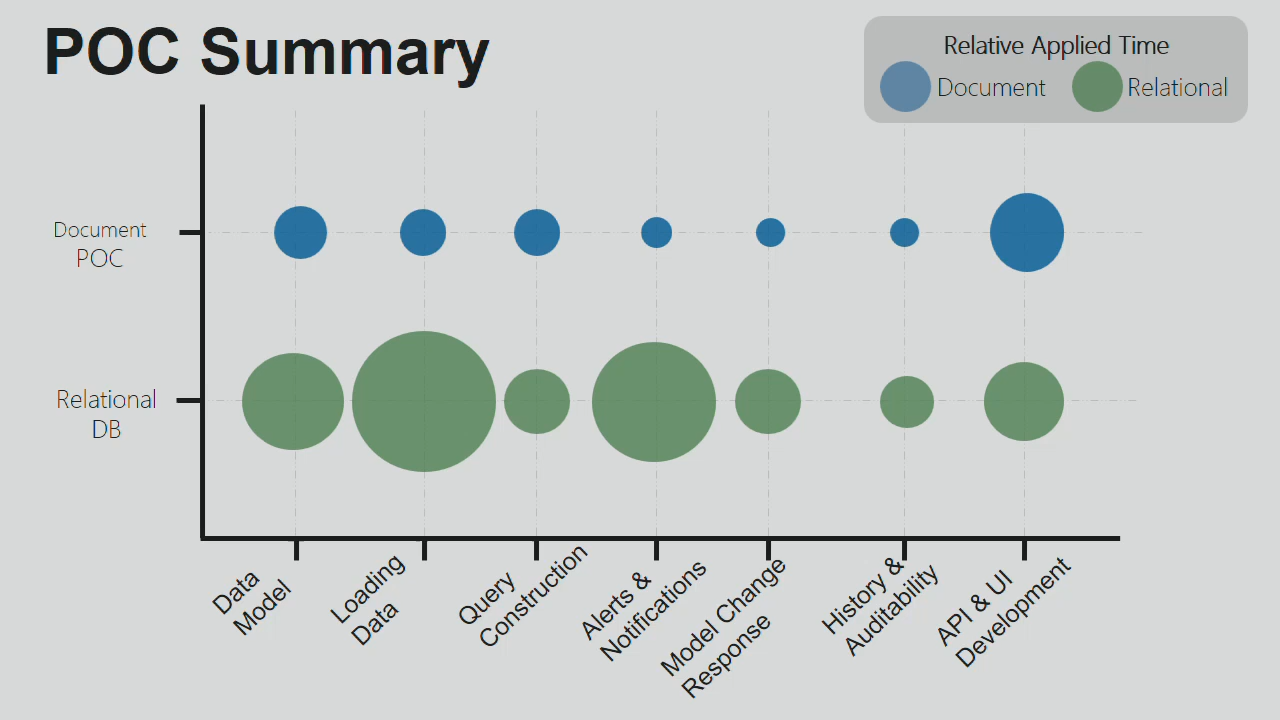 POC Summary
Relative Applied Time
Document
Relational
Document
POC
Relational
DB
Data
Model
Loading
Data
Query
Construction
Alerts &
Notifications
Model Change
Response
History &
Auditability
API & UI
Development